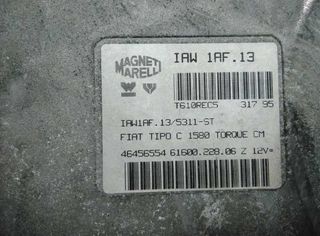 MAGNETI
MARELLI
IAW 1AF.13
T610REC5 317 95
IAW1AF.13/5311-ST
FIAT TIPO C 1580 TORQUE CM
46456554 61600.228.06 Z 12V=